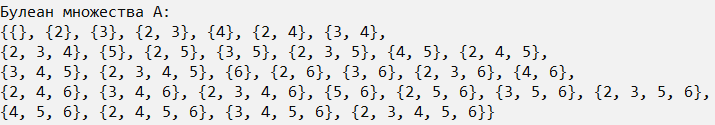 Булеан множества A:
{{}, {2}, {3}, {2, 3}, {4}, {2, 4}, {3, 4},
{2, 3, 4}, {5}, {2, 5}, {3, 5}, {2, 3, 5}, {4, 5}, {2, 4, 5},
{3, 4, 5}, {2, 3, 4, 5}, {6}, {2, 6}, {3, 6}, {2, 3, 6}, {4, 6},
{2, 4, 6}, {3, 4, 6}, {2, 3, 4, 6}, {5, 6}, {2, 5, 6}, {3, 5, 6}, {2, 3, 5, 6},
{4, 5, 6}, {2, 4, 5, 6}, {3, 4, 5, 6}, {2, 3, 4, 5, 6}}